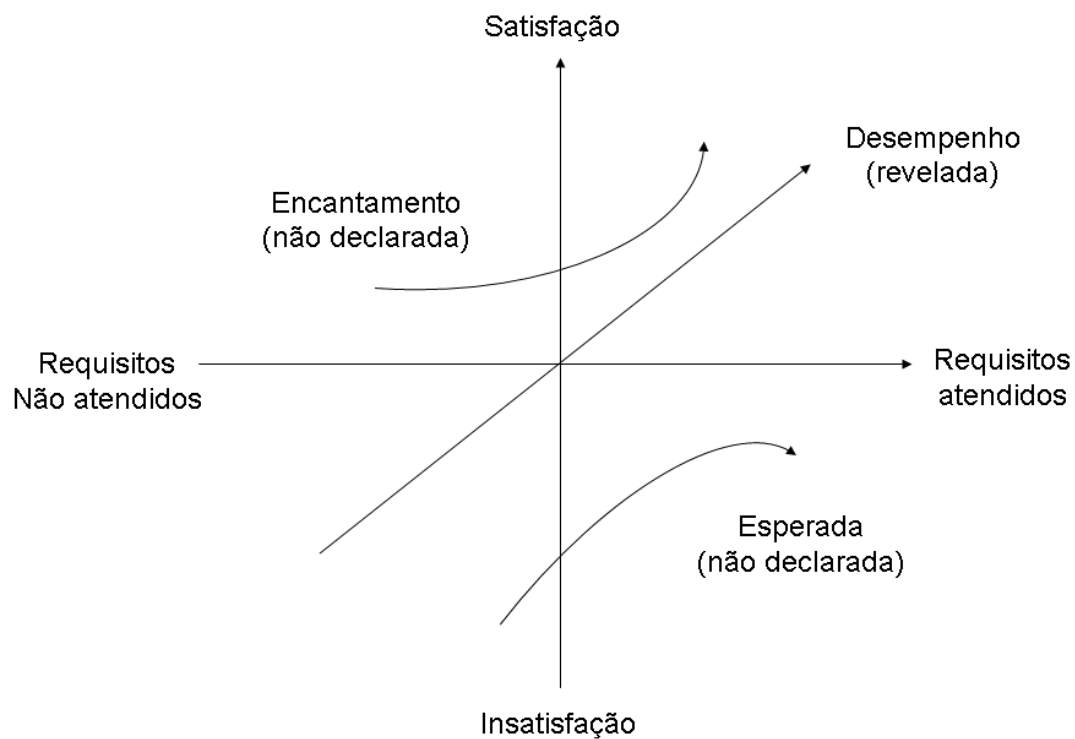 Satisfação
Desempenho
(revelada)
Encantamento
(não declarada)
Requisitos
Não atendidos
Requisitos
atendidos
Esperada
(não declarada)
Insatisfação